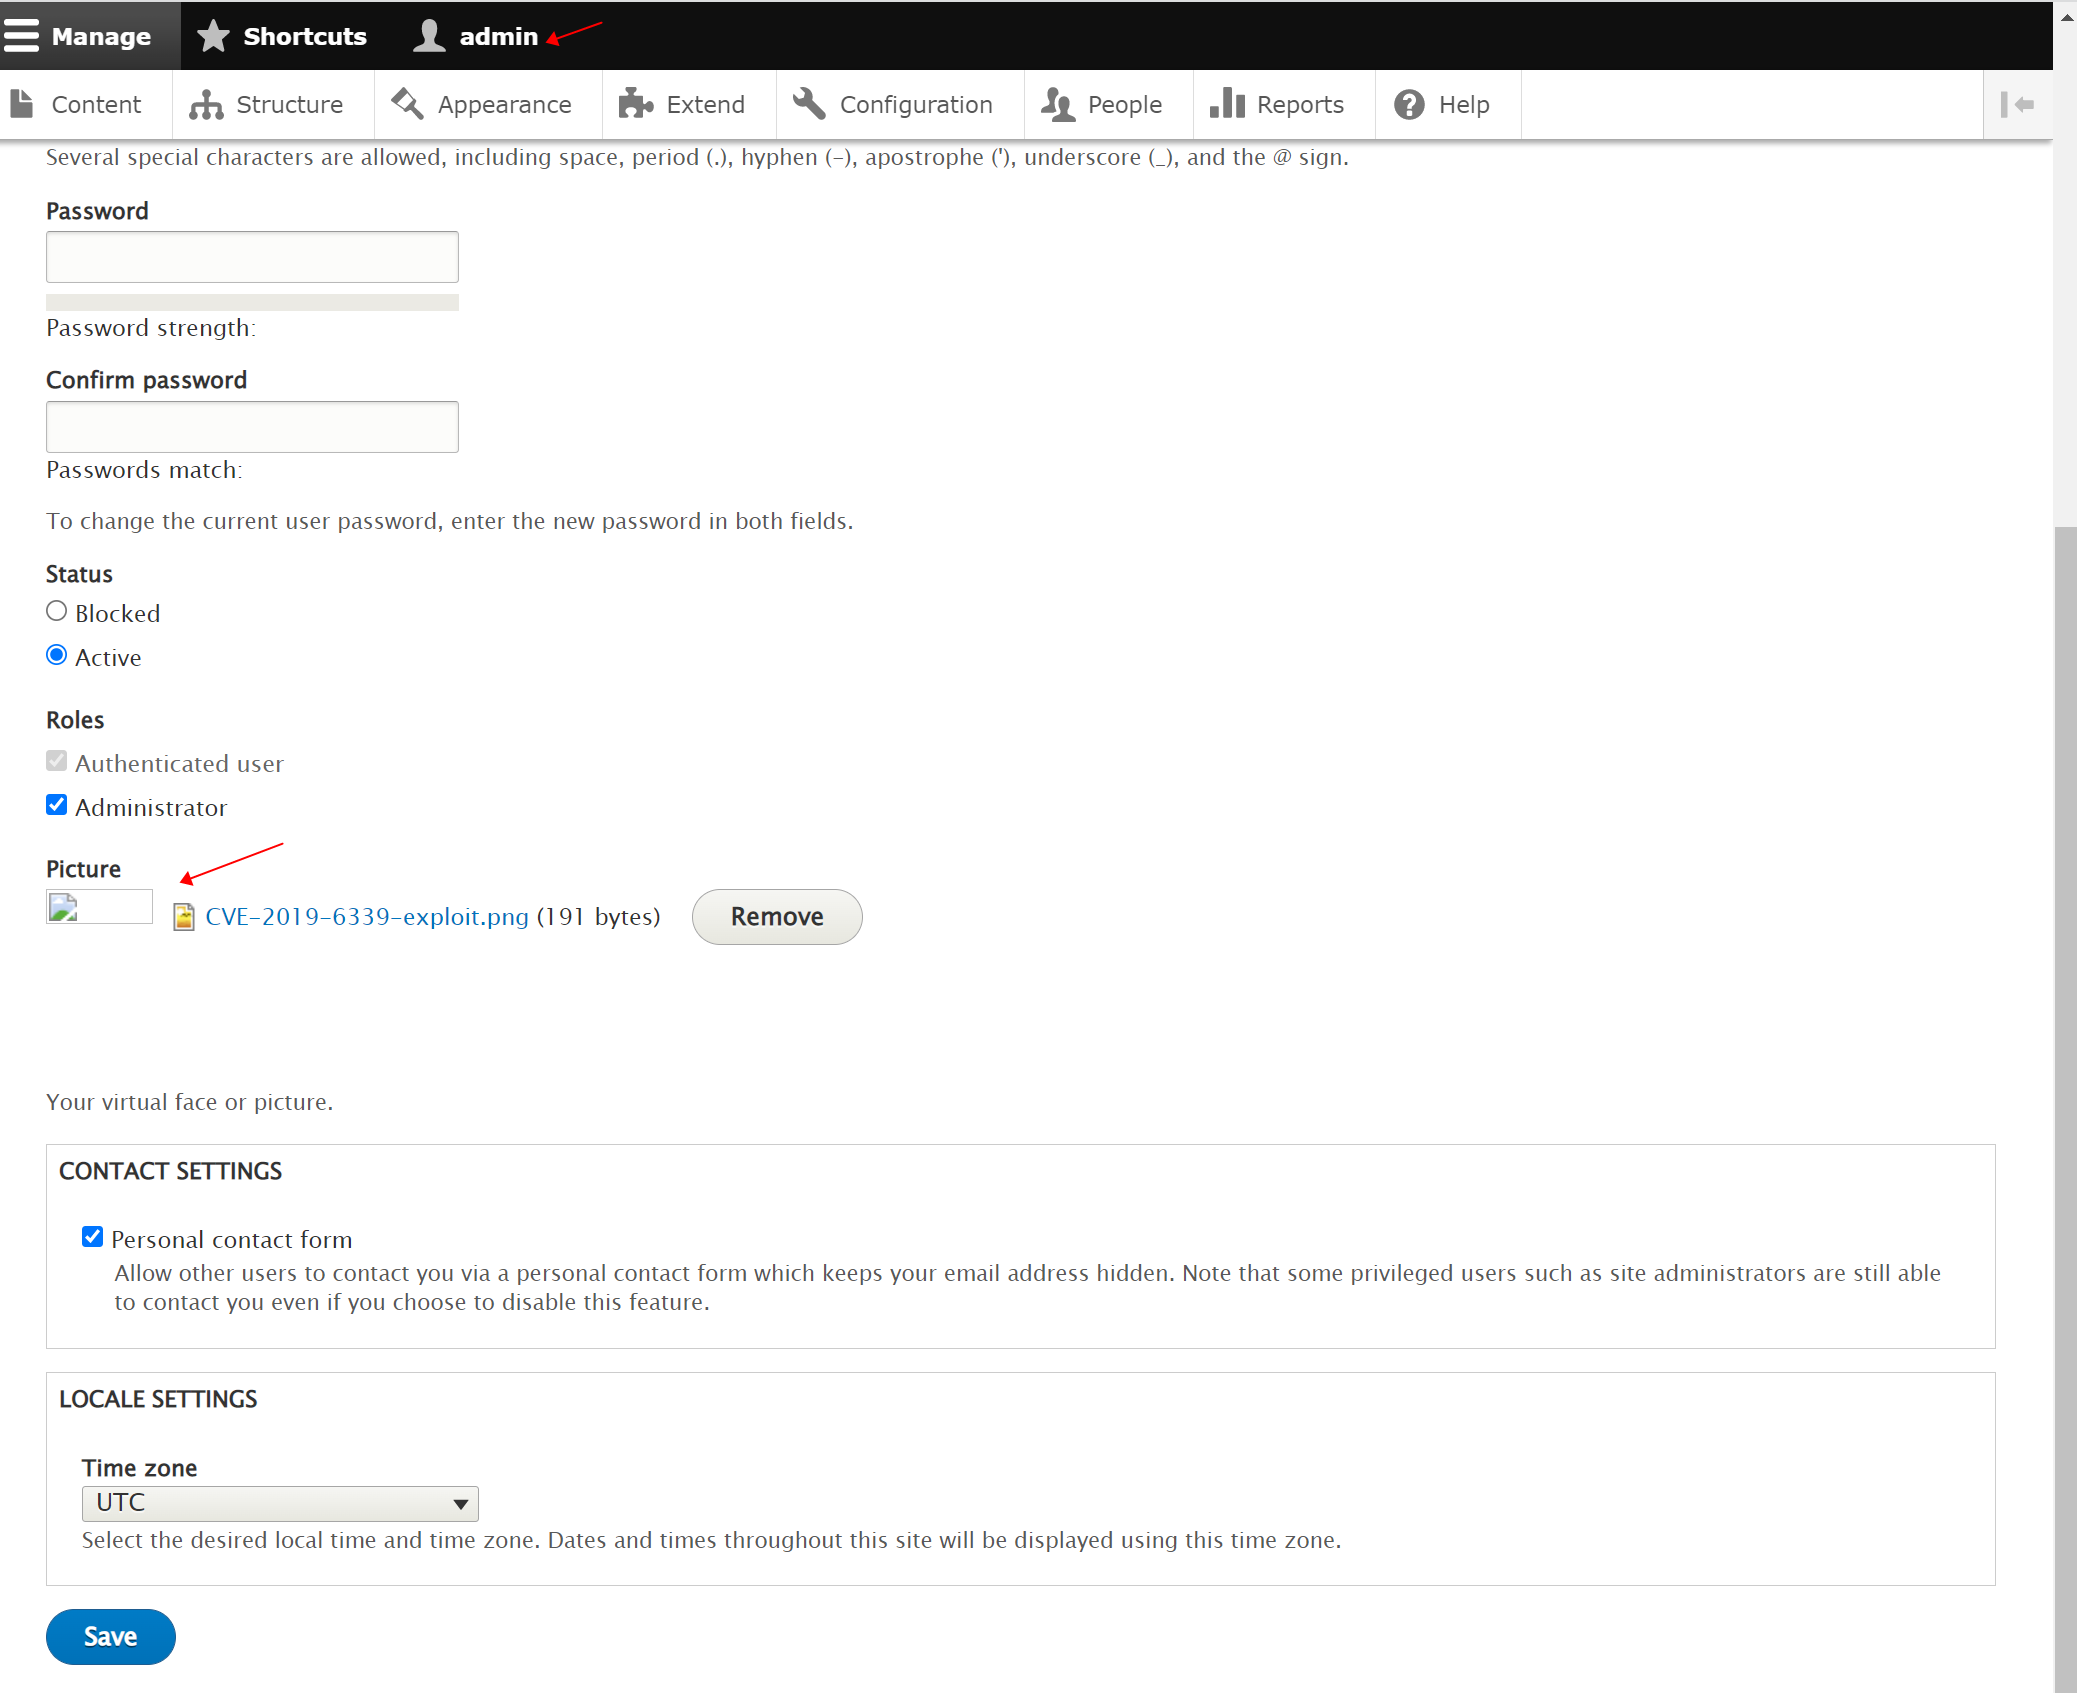 Manage Shortcuts admin
Content Structure Appearance Extend Configuration People Reports Help
Several special characters are allowed, including space, period (.), hyphen (-), apostrophe ('), underscore (_), and the @ sign.
Password
Password strength:
Confirm password
Passwords match:
To change the current user password, enter the new password in both fields.
Status
Blocked
Active
Roles
Authenticated user
Administrator
Picture
CVE-2019-6339-exploit.png (191 bytes) Remove
Your virtual face or picture.
CONTACT SETTINGS
Personal contact form
Allow other users to contact you via a personal contact form which keeps your email address hidden. Note that some privileged users such as site administrators are still able
to contact you even if you choose to disable this feature.
LOCALE SETTINGS
Time zone
UTC
Select the desired local time and time zone. Dates and times throughout this site will be displayed using this time zone.
Save